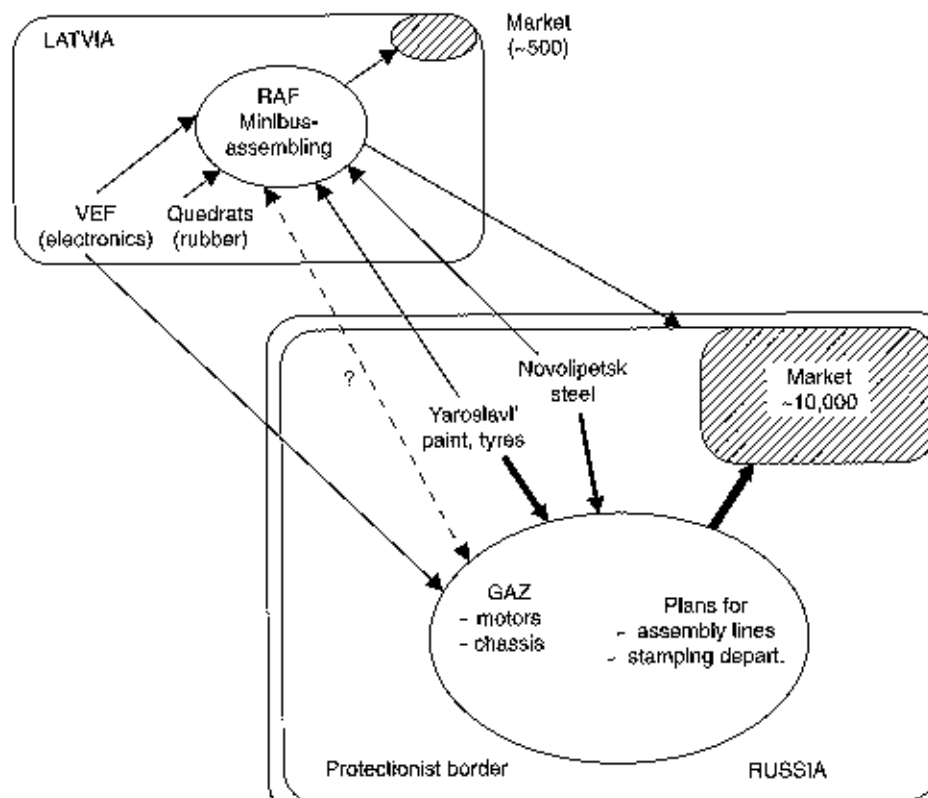 LATVIA
Market
(~500)
RAF
Minibus-
assembling
VEF
(electronics)
Quedrats
(rubber)
?
Novolipetsk
steel
Yaroslavl'
paint, tyres
Market
~10,000
GAZ
- motors
- chassis
Plans for
- assembly lines
- stamping depart.
Protectionist border
RUSSIA